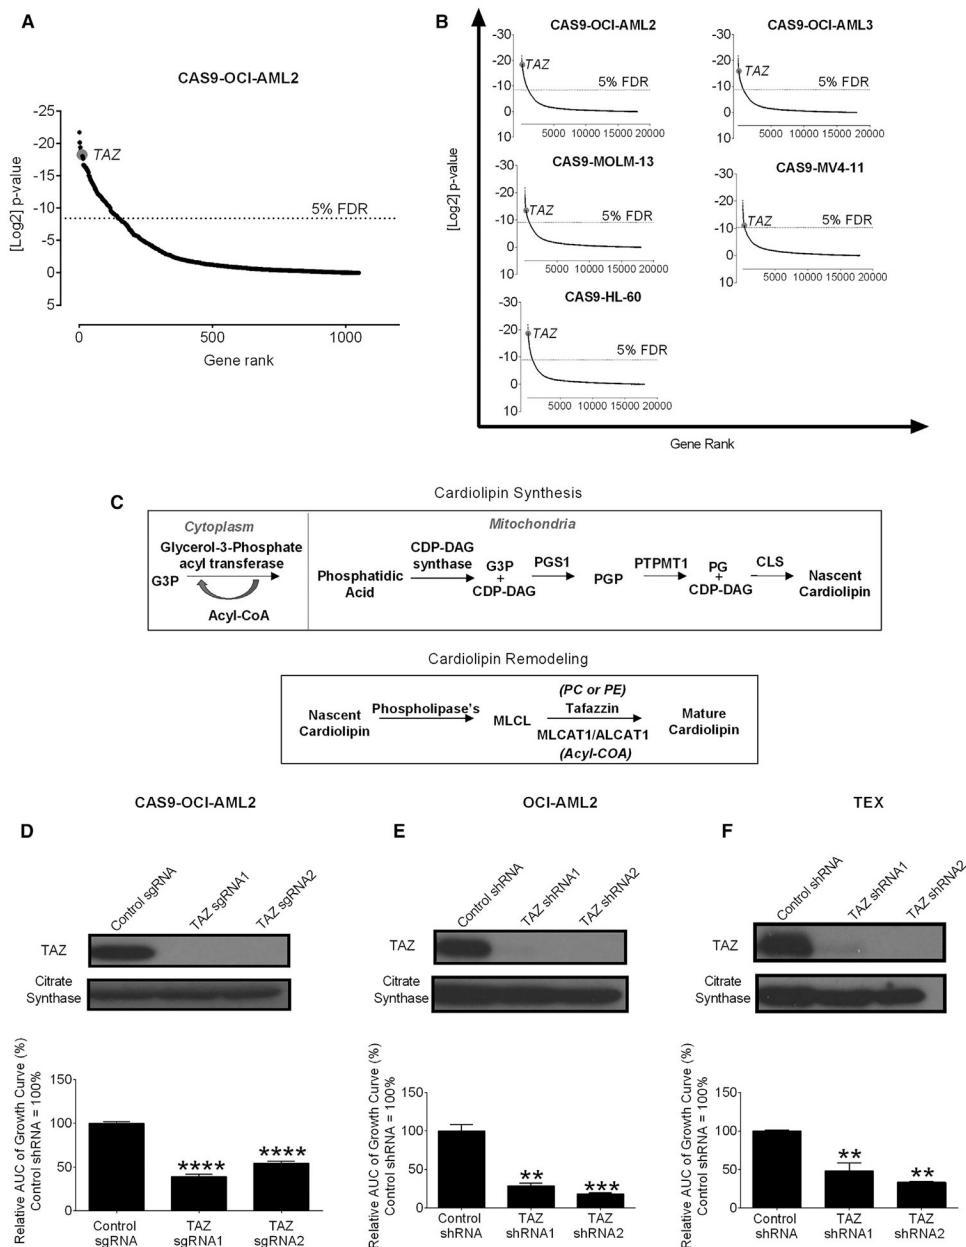 A
CAS9-OCI-AML2
-25
-20
-15
-10
-5
0
5
[Log2] p-value
TAZ
5% FDR
0
500
1000
Gene rank
B
[Log2] p-value
CAS9-OCI-AML2
-30
-20
-10
0
10
TAZ
5% FDR
5000 10000 15000 20000
CAS9-OCI-AML3
-30
-20
-10
0
10
TAZ
5% FDR
5000 10000 15000 20000
CAS9-MOLM-13
-30
-20
-10
0
10
TAZ
5% FDR
5000 10000 15000 20000
CAS9-MV4-11
-30
-20
-10
0
10
TAZ
5% FDR
5000 10000 15000 20000
CAS9-HL-60
-30
-20
-10
0
10
TAZ
5% FDR
5000 10000 15000 20000
Gene Rank
C
Cardiolipin Synthesis
Cytoplasm
Mitochondria
Glycerol-3-Phosphate
acyl transferase
G3P
Acyl-CoA
Phosphatidic
Acid
CDP-DAG
synthase
G3P
+
CDP-DAG
PGS1
PGP
PTPMT1
PG
+
CDP-DAG
CLS
Nascent
Cardiolipin
Cardiolipin Remodeling
Nascent
Cardiolipin
Phospholipase's
MLCL
(PC or PE)
Tafazzin
MLCAT1/ALCAT1
(Acyl-COA)
Mature
Cardiolipin
CAS9-OCI-AML2
D
Control sgRNA
TAZ sgRNA1
TAZ sgRNA2
TAZ
Citrate
Synthase
Relative AUC of Growth Curve (%)
Control shRNA = 100%
150
100
50
0
****
****
Control
sgRNA
TAZ
sgRNA1
TAZ
sgRNA2
OCI-AML2
E
Control shRNA
TAZ shRNA1
TAZ shRNA2
TAZ
Citrate
Synthase
Relative AUC of Growth Curve (%)
Control shRNA = 100%
150
100
50
0
**
***
Control
shRNA
TAZ
shRNA1
TAZ
shRNA2
TEX
F
Control shRNA
TAZ shRNA1
TAZ shRNA2
TAZ
Citrate
Synthase
Relative AUC of Growth Curve (%)
Control shRNA = 100%
150
100
50
0
**
**
Control
shRNA
TAZ
shRNA1
TAZ
shRNA2